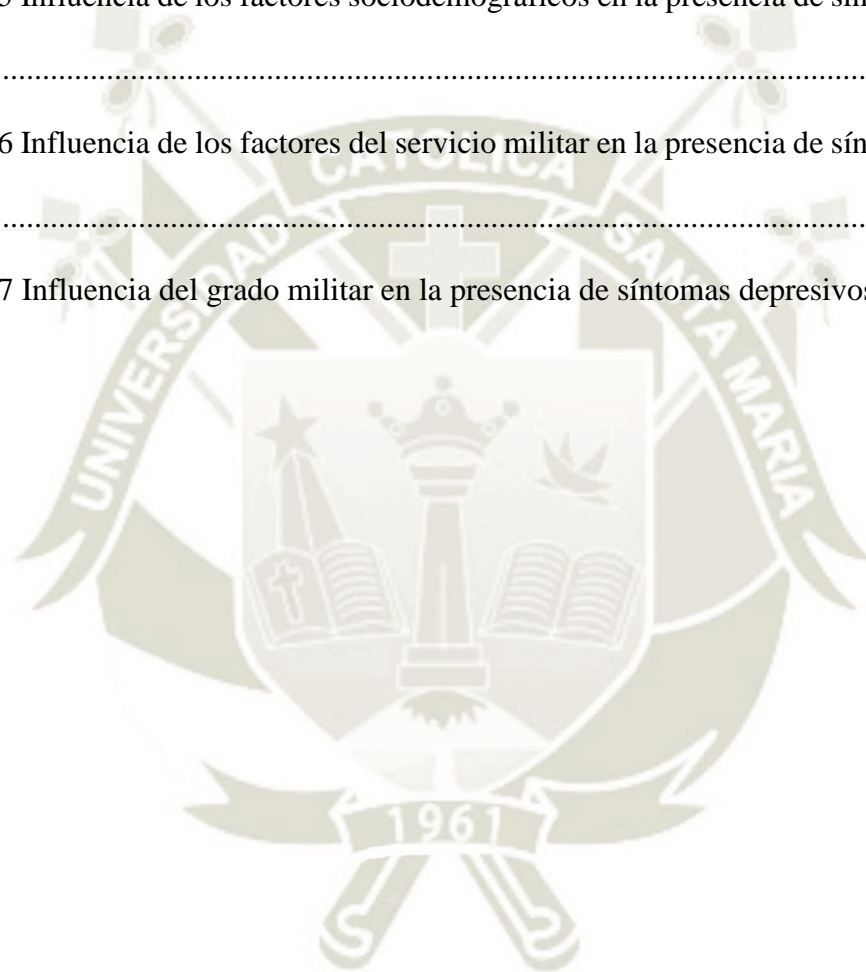 5 Influencia de los factores sociodemográficos en la presencia de sín
...............................................................................................................
6 Influencia de los factores del servicio militar en la presencia de sín
...............................................................................................................
7 Influencia del grado militar en la presencia de síntomas depresivos
UNIVERSIDAD CATOLICA SANTA MARIA
1961